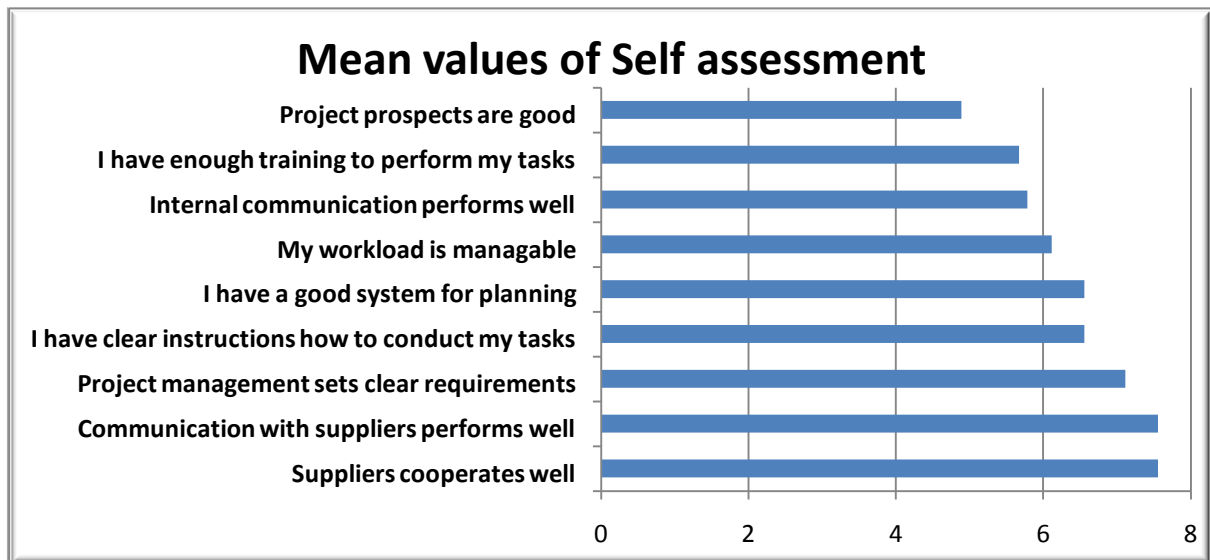 Mean values of Self assessment
Project prospects are good
I have enough training to perform my tasks
Internal communication performs well
My workload is managable
I have a good system for planning
I have clear instructions how to conduct my tasks
Project management sets clear requirements
Communication with suppliers performs well
Suppliers cooperates well
0 2 4 6 8